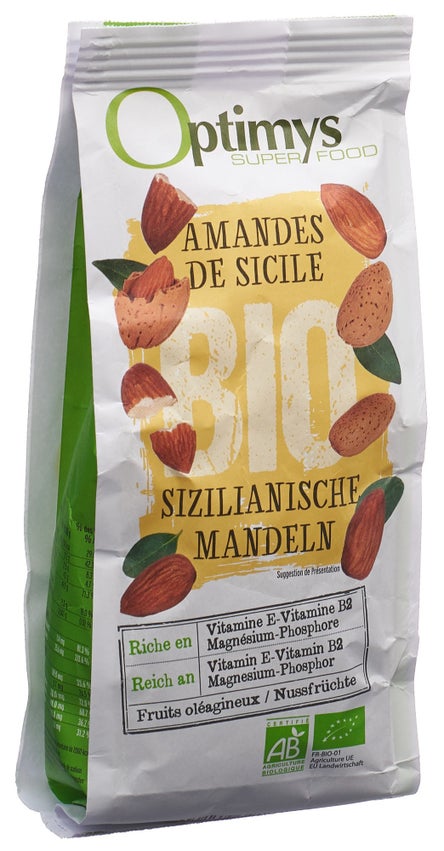 Optimys
SUPER FOOD
AMANDES
DE SICILE
BIO
SIZILIANISCHE
MANDELN
Suggestion de Présentation
Riche en
Vitamine E-Vitamine B2
Magnésium-Phosphore
Reich an
Vitamin E-Vitamin B2
Magnesium-Phosphor
Fruits oléagineux / Nussfrüchte
CERTIFIÉ
AB
AGRICULTURE
BIOLOGIQUE
FR-BIO-01
Agriculture UE
EU Landwirtschaft